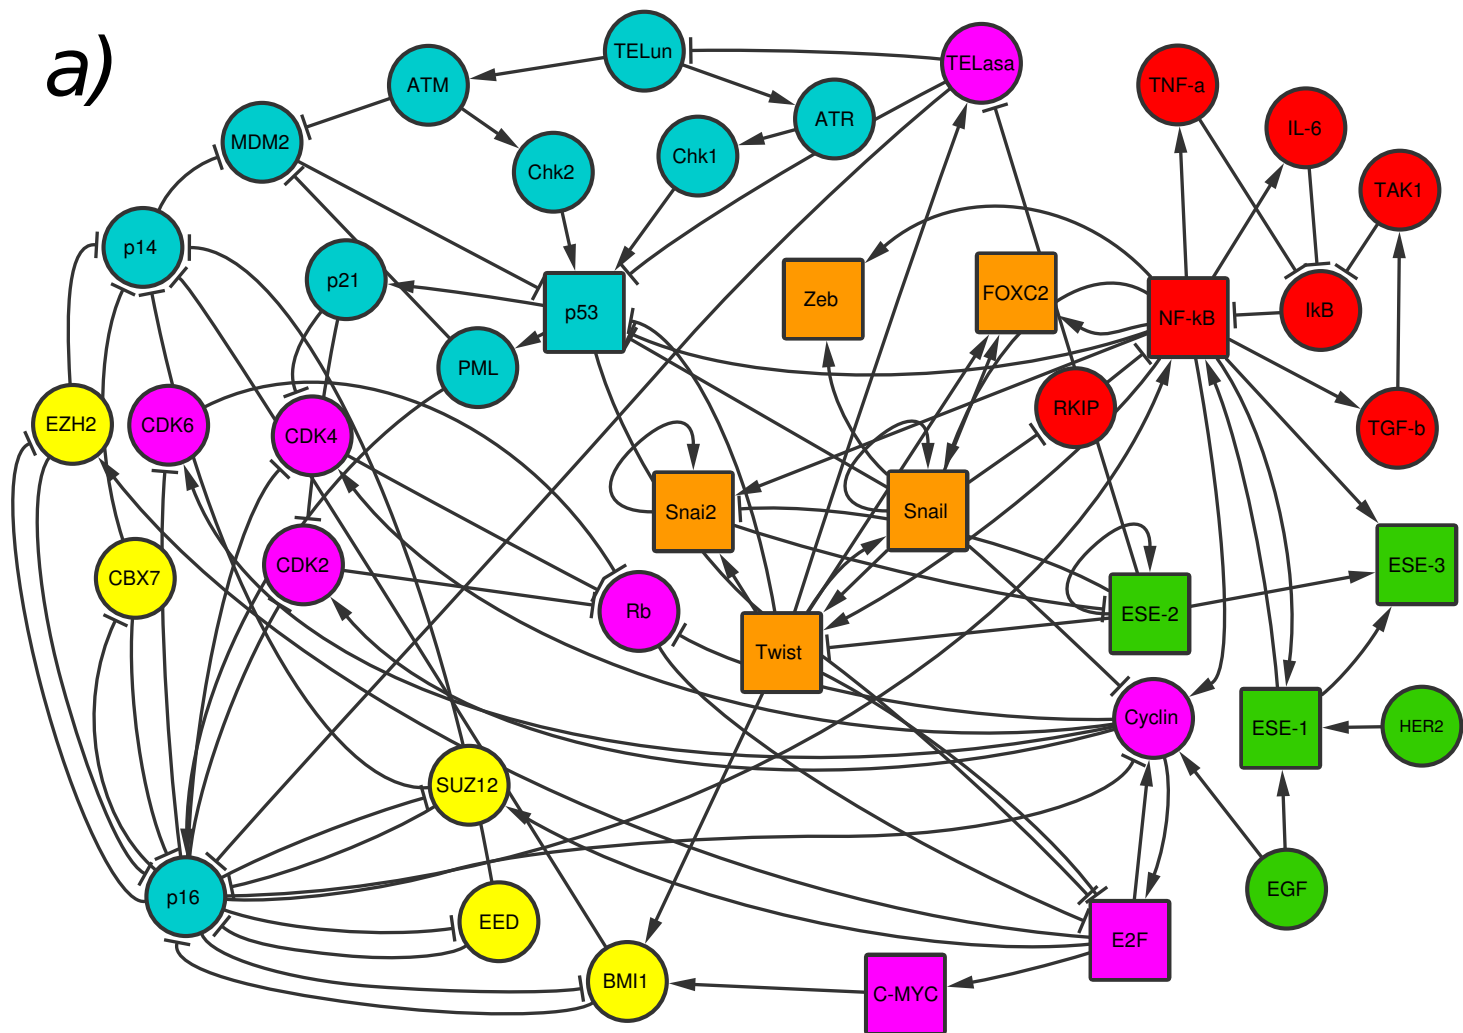 a)
TELun
TELasa
ATM
TNF-a
ATR
IL-6
MDM2
Chk2
Chk1
TAK1
p14
p21
p53
Zeb
FOXC2
NF-kB
IkB
PML
EZH2
CDK6
CDK4
RKIP
TGF-b
Snai2
Snail
CBX7
CDK2
ESE-3
Rb
ESE-2
Twist
Cyclin
ESE-1
HER2
SUZ12
p16
EED
EGF
E2F
BMI1
C-MYC